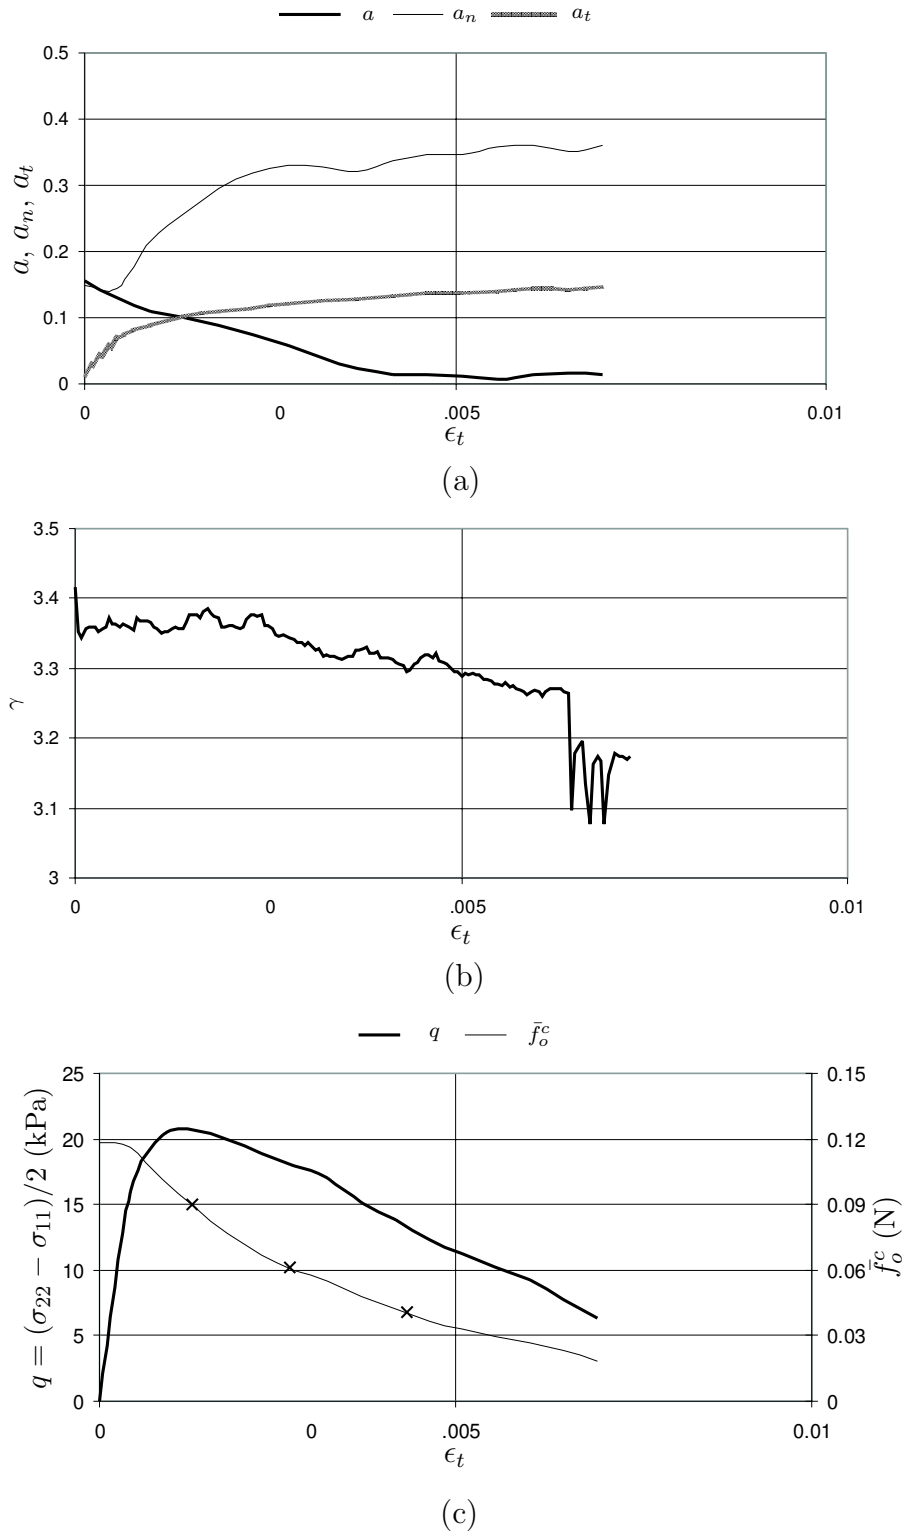 a a_n a_t
0.5
0.4
0.3
0.2
0.1
0
a, a_n, a_t
0 0 .005 0.01
ϵ_t
(a)
3.5
3.4
3.3
3.2
3.1
3
γ
0 0 .005 0.01
ϵ_t
(b)
q f̄_o^c
25 0.15
20 0.12
15 0.09
10 0.06
5 0.03
0 0
q = (σ_22 − σ_11)/2 (kPa)
f̄_o^c (N)
0 0 .005 0.01
ϵ_t
(c)